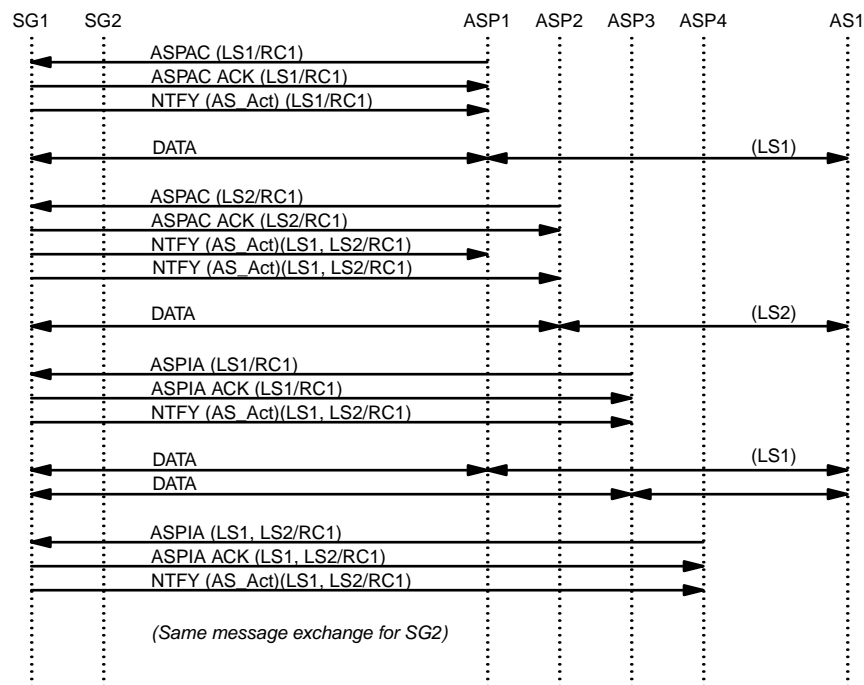 SG1 SG2 ASP1 ASP2 ASP3 ASP4 AS1
ASPAC (LS1/RC1)
ASPAC ACK (LS1/RC1)
NTFY (AS_Act) (LS1/RC1)
DATA (LS1)
ASPAC (LS2/RC1)
ASPAC ACK (LS2/RC1)
NTFY (AS_Act)(LS1, LS2/RC1)
NTFY (AS_Act)(LS1, LS2/RC1)
DATA (LS2)
ASPIA (LS1/RC1)
ASPIA ACK (LS1/RC1)
NTFY (AS_Act)(LS1, LS2/RC1)
DATA (LS1)
DATA
ASPIA (LS1, LS2/RC1)
ASPIA ACK (LS1, LS2/RC1)
NTFY (AS_Act)(LS1, LS2/RC1)
(Same message exchange for SG2)